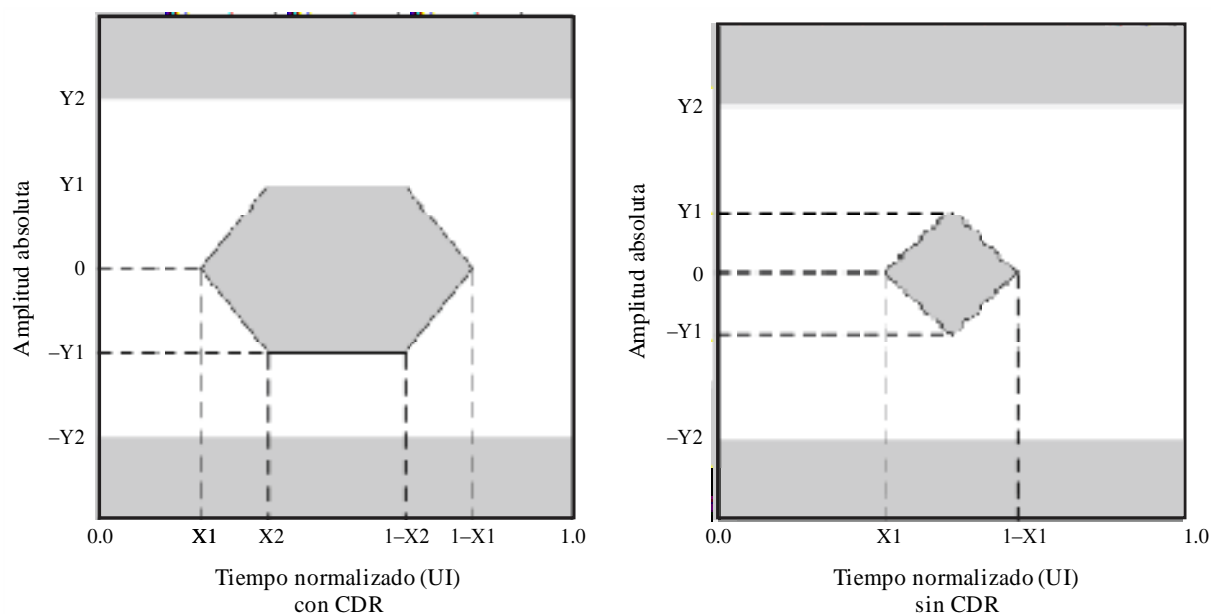 Y2
Y1
0
–Y1
–Y2
Amplitud absoluta
0.0
X1
X2
1–X2
1–X1
1.0
Tiempo normalizado (UI)
con CDR
Y2
Y1
0
–Y1
–Y2
Amplitud absoluta
0.0
X1
1–X1
1.0
Tiempo normalizado (UI)
sin CDR